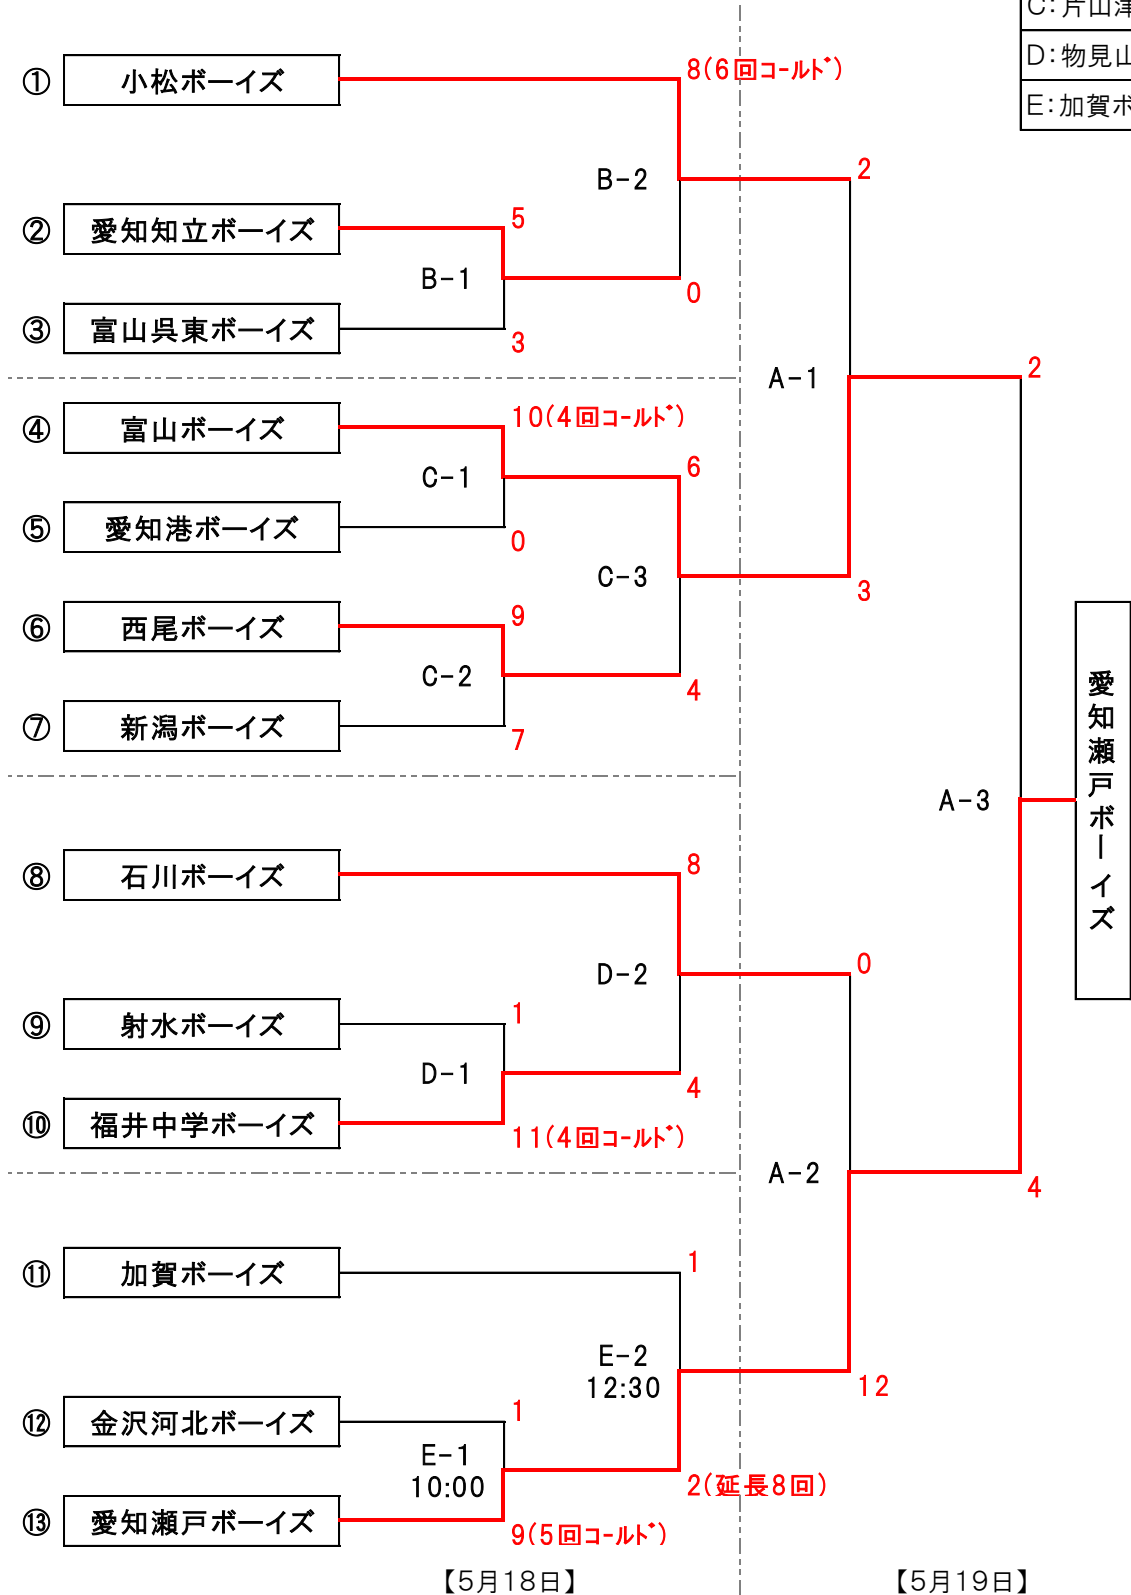 C:片山津
D:物見山
E:加賀ボ
① 小松ボーイズ
8(6回コールド)
B-2
2
② 愛知知立ボーイズ
5
B-1
0
③ 富山呉東ボーイズ
3
A-1
2
④ 富山ボーイズ
10(4回コールド)
6
C-1
⑤ 愛知港ボーイズ
0
C-3
3
⑥ 西尾ボーイズ
9
C-2
4
⑦ 新潟ボーイズ
7
愛知瀬戸ボーイズ
A-3
⑧ 石川ボーイズ
8
D-2
0
⑨ 射水ボーイズ
1
D-1
4
⑩ 福井中学ボーイズ
11(4回コールド)
A-2
4
⑪ 加賀ボーイズ
1
E-2
12:30
12
⑫ 金沢河北ボーイズ
1
E-1
10:00
2(延長8回)
⑬ 愛知瀬戸ボーイズ
9(5回コールド)
【5月18日】
【5月19日】